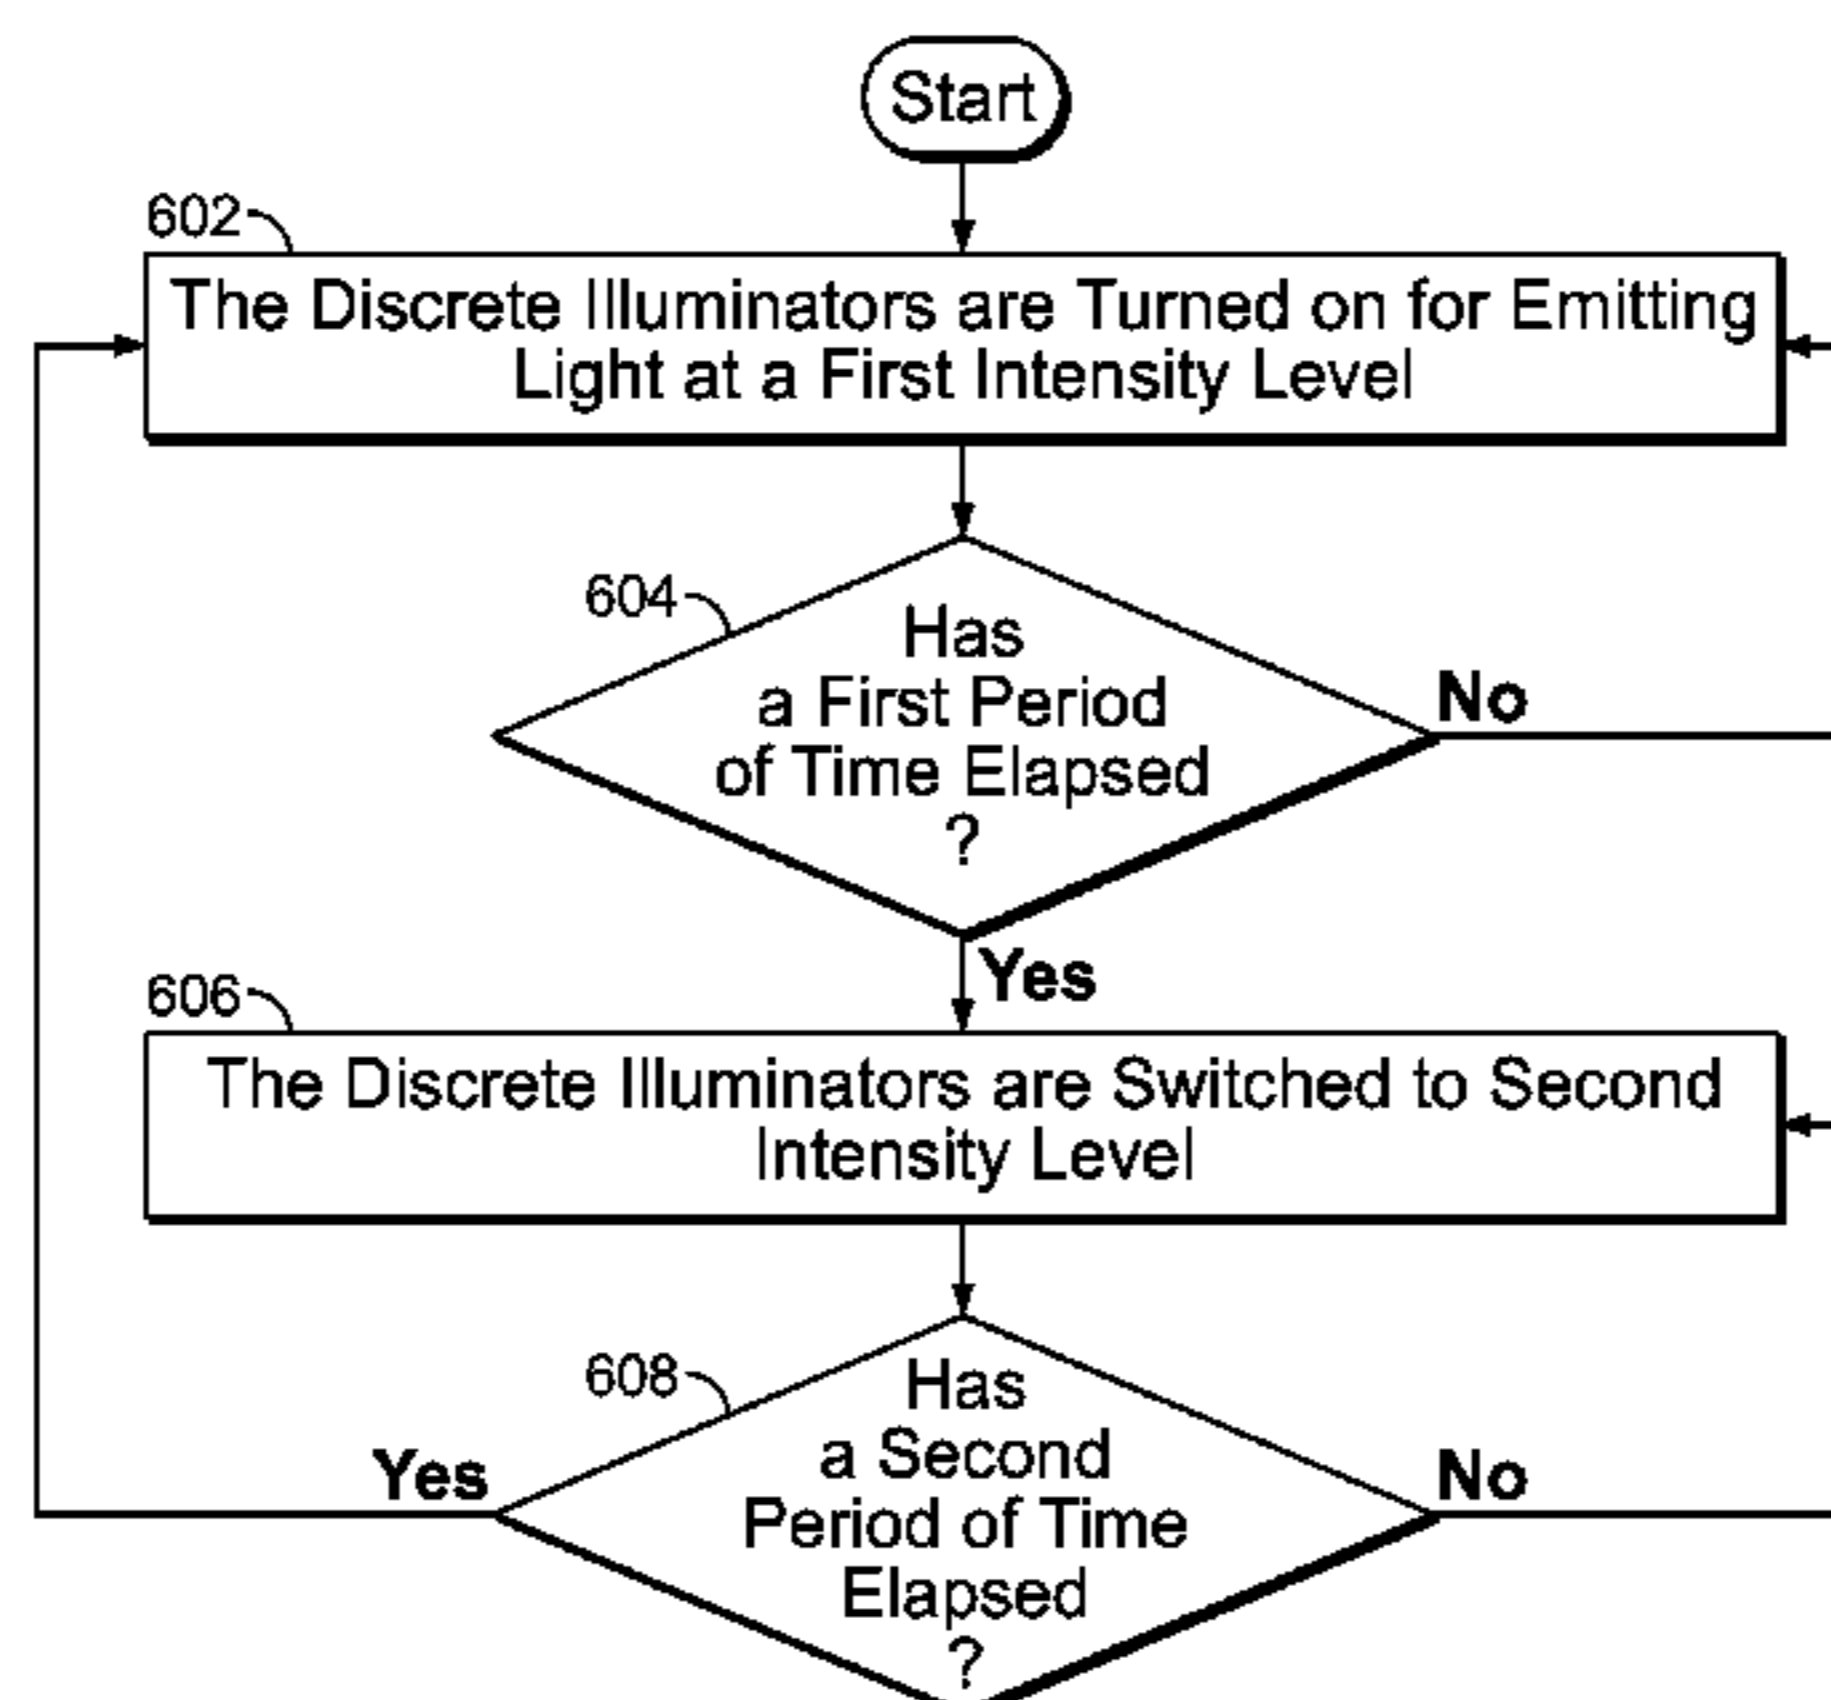 Start
602
The Discrete Illuminators are Turned on for Emitting
Light at a First Intensity Level
604
Has
a First Period
of Time Elapsed
?
No
Yes
606
The Discrete Illuminators are Switched to Second
Intensity Level
608
Has
a Second
Period of Time
Elapsed
?
Yes
No